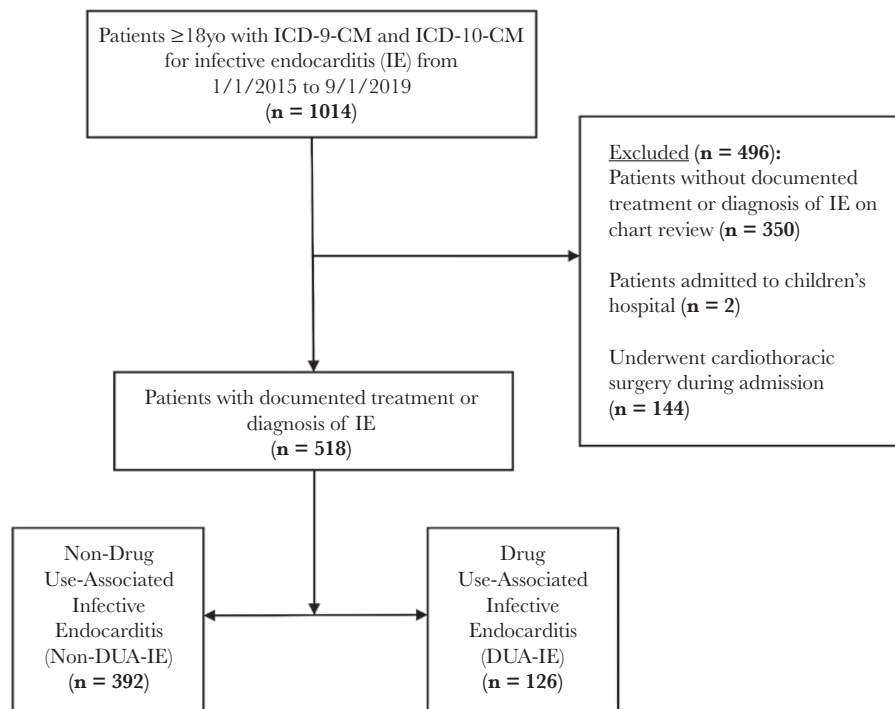 Patients ≥18yo with ICD-9-CM and ICD-10-CM
for infective endocarditis (IE) from
1/1/2015 to 9/1/2019
(n = 1014)
Excluded (n = 496):
Patients without documented
treatment or diagnosis of IE on
chart review (n = 350)
Patients admitted to children's
hospital (n = 2)
Underwent cardiothoracic
surgery during admission
(n = 144)
Patients with documented treatment or
diagnosis of IE
(n = 518)
Non-Drug
Use-Associated
Infective
Endocarditis
(Non-DUA-IE)
(n = 392)
Drug
Use-Associated
Infective
Endocarditis
(DUA-IE)
(n = 126)